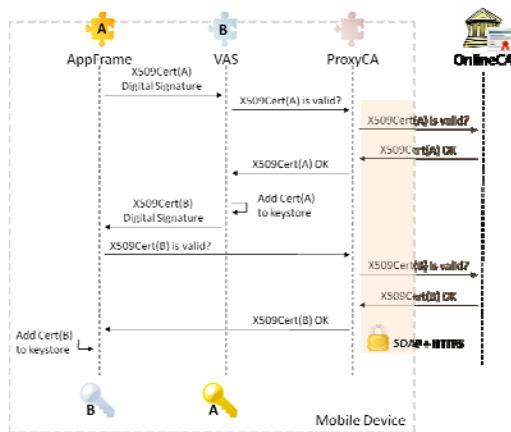 A
B
AppFrame
VAS
ProxyCA
OnlineCA
X509Cert(A)
Digital Signature
X509Cert(A) is valid?
X509Cert(A) is valid?
X509Cert(A) OK
X509Cert(A) OK
Add Cert(A)
to keystore
X509Cert(B)
Digital Signature
X509Cert(B) is valid?
X509Cert(B) is valid?
X509Cert(B) OK
X509Cert(B) OK
Add Cert(B)
to keystore
SOAP + HTTPS
B
A
Mobile Device